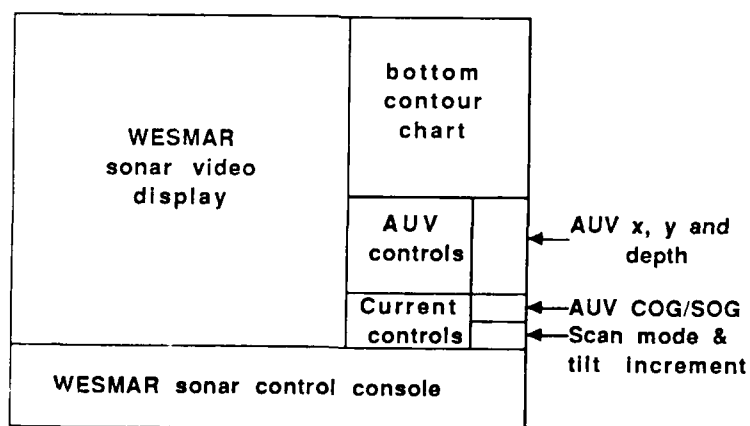 WESMAR
sonar video
display
bottom
contour
chart
AUV
controls
AUV x, y and
depth
Current
controls
AUV COG/SOG
Scan mode &
tilt increment
WESMAR sonar control console